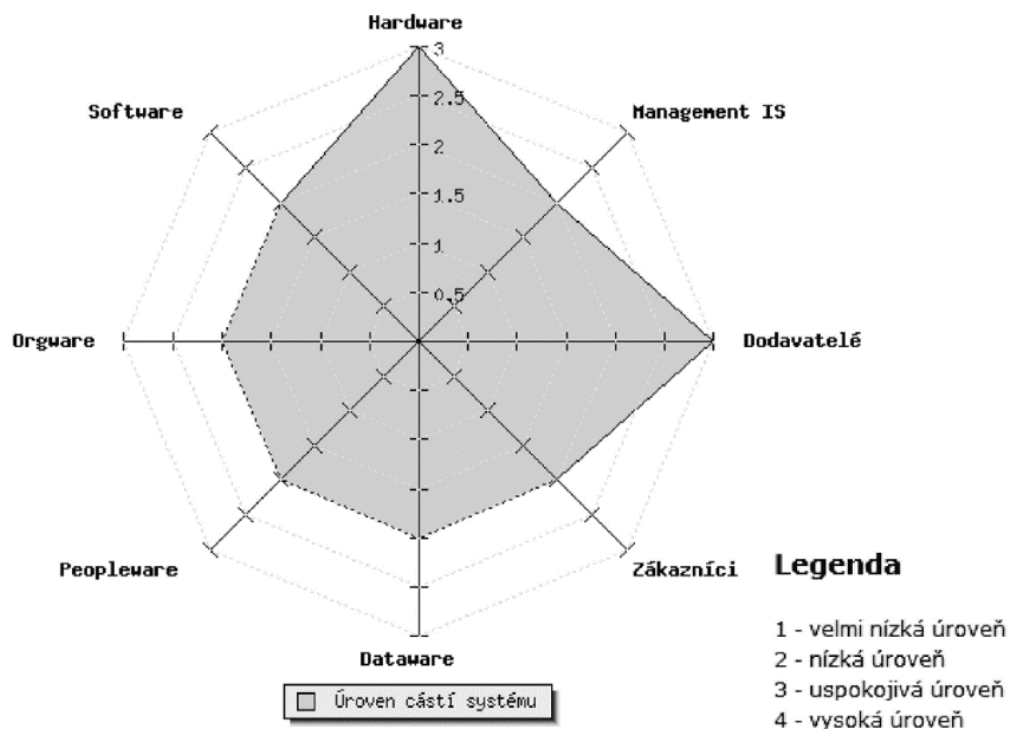 Hardware
3
Software
Management IS
2.5
2
1.5
1
0.5
Orgware
Dodavatelé
Peopleware
Zákazníci
Dataware
Úroven cástí systému
Legenda
1 - velmi nízká úroveň
2 - nízká úroveň
3 - uspokojivá úroveň
4 - vysoká úroveň